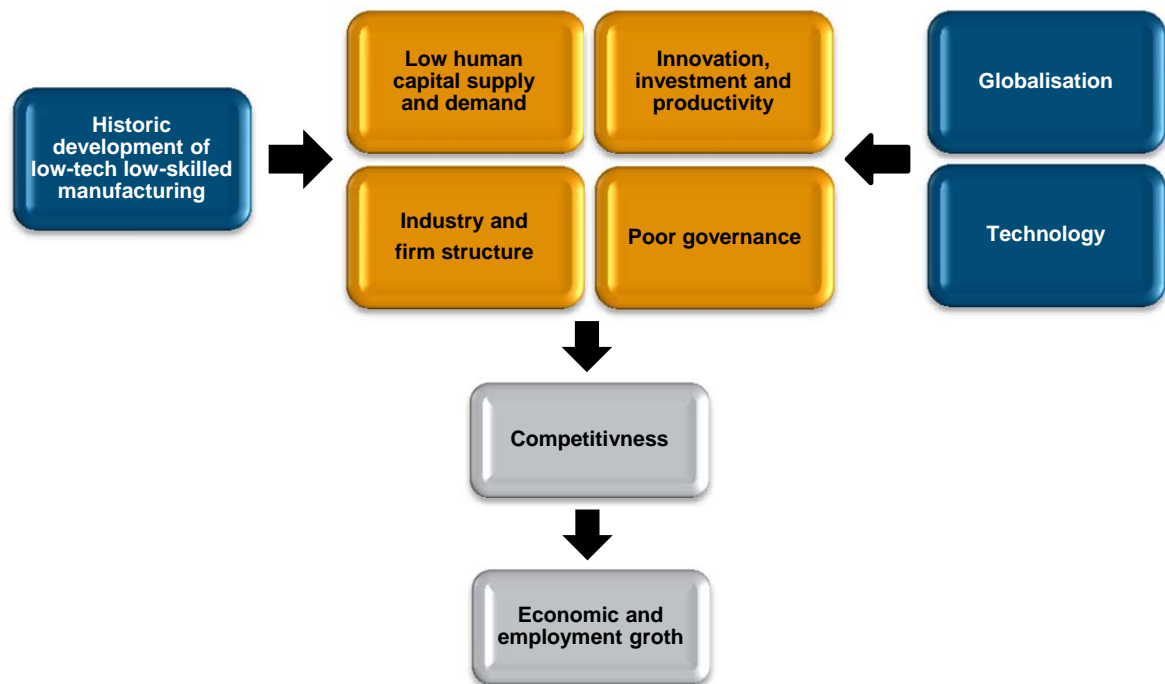 Historic
development of
low-tech low-skilled
manufacturing
Low human
capital supply
and demand
Innovation,
investment and
productivity
Industry and
firm structure
Poor governance
Globalisation
Technology
Competitivness
Economic and
employment groth